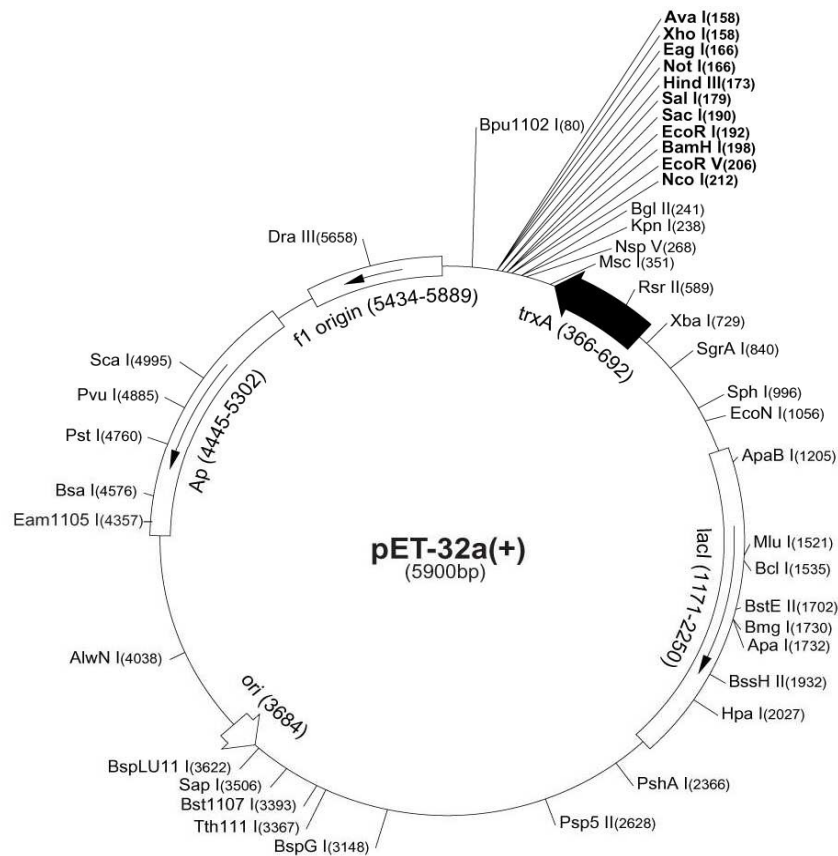 Ava I(158)
Xho I(158)
Eag I(166)
Not I(166)
Hind III(173)
Sal I(179)
Sac I(190)
EcoR I(192)
BamH I(198)
EcoR V(206)
Nco I(212)
Bpu1102 I(80)
Bgl II(241)
Kpn I(238)
Nsp V(268)
Msc I(351)
Rsr II(589)
Xba I(729)
SgrA I(840)
Sph I(996)
EcoN I(1056)
ApaB I(1205)
Mlu I(1521)
Bcl I(1535)
BstE II(1702)
Bmg I(1730)
Apa I(1732)
BssH II(1932)
Hpa I(2027)
PshA I(2366)
Psp5 II(2628)
BspG I(3148)
Tth111 I(3367)
Bst1107 I(3393)
Sap I(3506)
BspLU11 I(3622)
AlwN I(4038)
Eam1105 I(4357)
Bsa I(4576)
Pst I(4760)
Pvu I(4885)
Sca I(4995)
Dra III(5658)
f1 origin (5434-5889)
trxA (366-692)
Ap (4445-5302)
lacI (1171-2250)
ori (3684)
pET-32a(+)
(5900bp)